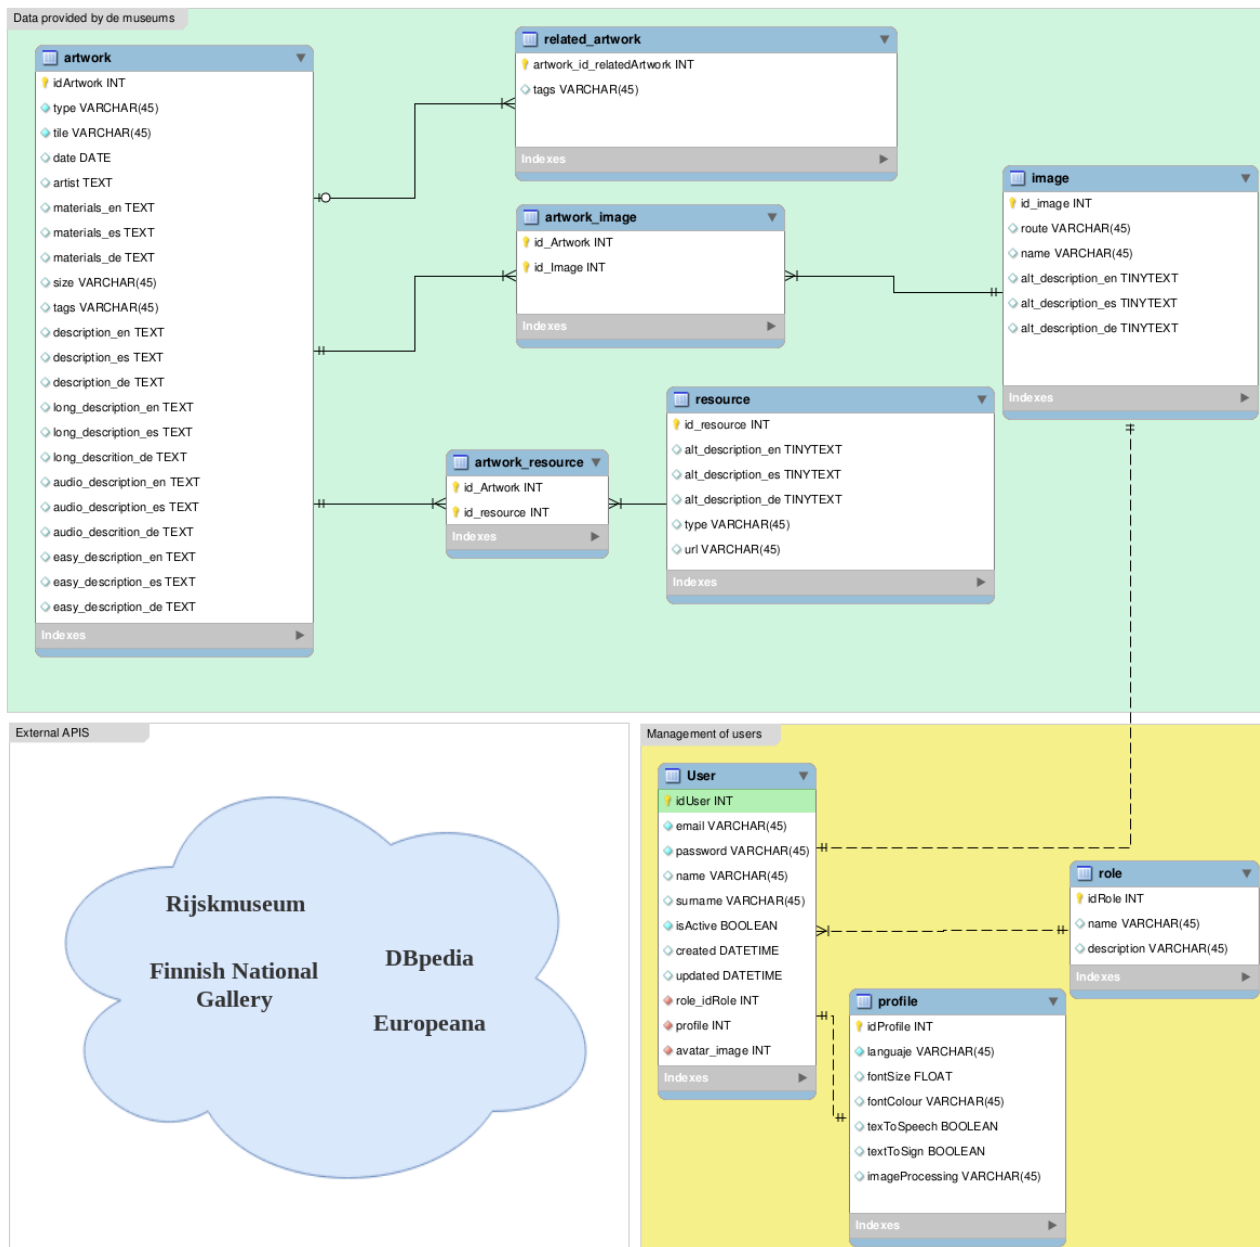 Data provided by de museums
artwork
idArtwork INT
type VARCHAR(45)
tile VARCHAR(45)
date DATE
artist TEXT
materials_en TEXT
materials_es TEXT
materials_de TEXT
size VARCHAR(45)
tags VARCHAR(45)
description_en TEXT
description_es TEXT
description_de TEXT
long_description_en TEXT
long_description_es TEXT
long_descrition_de TEXT
audio_description_en TEXT
audio_description_es TEXT
audio_descrition_de TEXT
easy_description_en TEXT
easy_description_es TEXT
easy_description_de TEXT
Indexes
related_artwork
artwork_id_relatedArtwork INT
tags VARCHAR(45)
Indexes
artwork_image
id_Artwork INT
id_Image INT
Indexes
image
id_image INT
route VARCHAR(45)
name VARCHAR(45)
alt_description_en TINYTEXT
alt_description_es TINYTEXT
alt_description_de TINYTEXT
Indexes
resource
id_resource INT
alt_description_en TINYTEXT
alt_description_es TINYTEXT
alt_description_de TINYTEXT
type VARCHAR(45)
url VARCHAR(45)
Indexes
artwork_resource
id_Artwork INT
id_resource INT
Indexes
External APIS
Rijskmuseum
Finnish National
Gallery
DBpedia
Europeana
Management of users
User
idUser INT
email VARCHAR(45)
password VARCHAR(45)
name VARCHAR(45)
surname VARCHAR(45)
isActive BOOLEAN
created DATETIME
updated DATETIME
role_idRole INT
profile INT
avatar_image INT
Indexes
role
idRole INT
name VARCHAR(45)
description VARCHAR(45)
Indexes
profile
idProfile INT
languaje VARCHAR(45)
fontSize FLOAT
fontColour VARCHAR(45)
texToSpeech BOOLEAN
textToSign BOOLEAN
imageProcessing VARCHAR(45)
Indexes